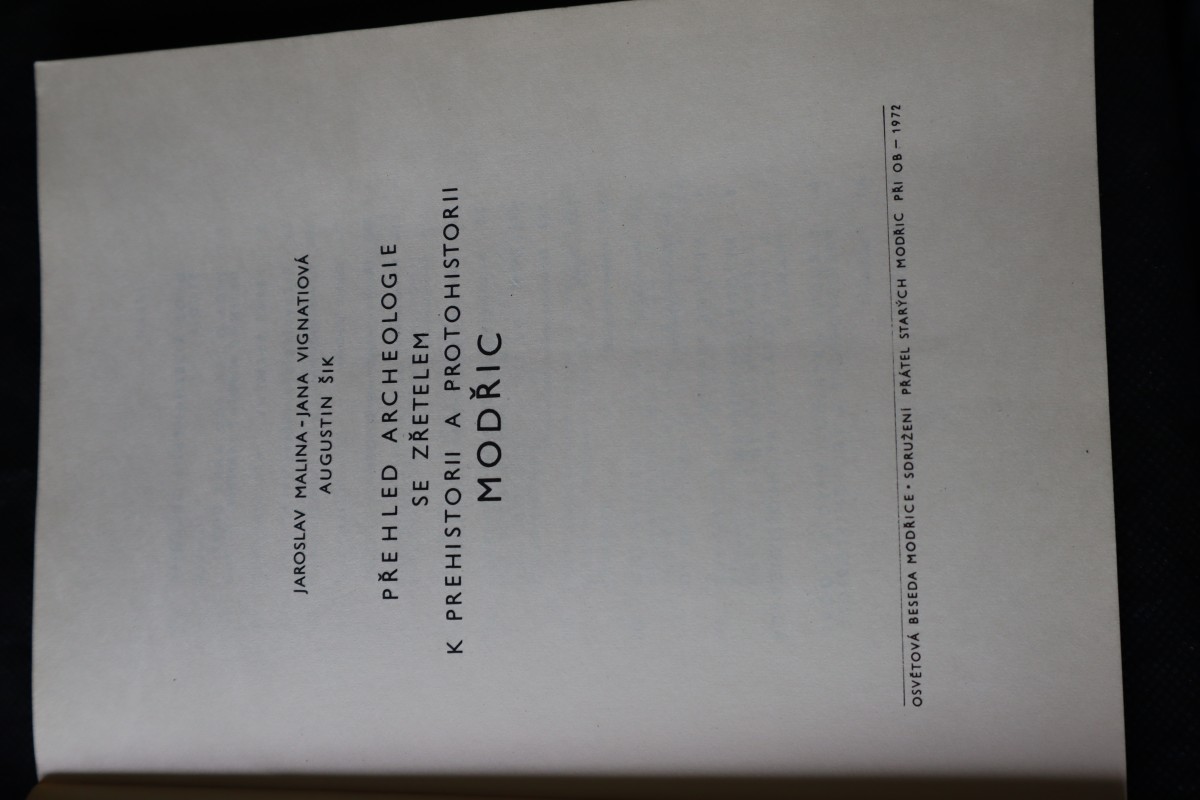 JAROSLAV MALINA-JANA VIGNATIOVÁ
AUGUSTIN ŠIK
PŘEHLED ARCHEOLOGIE
SE ZŘETELEM
K PREHISTORII A PROTOHISTORII
MODŘIC
OSVĚTOVÁ BESEDA MODŘICE • SDRUŽENÍ PŘÁTEL STARÝCH MODŘIC PŘI OB — 1972